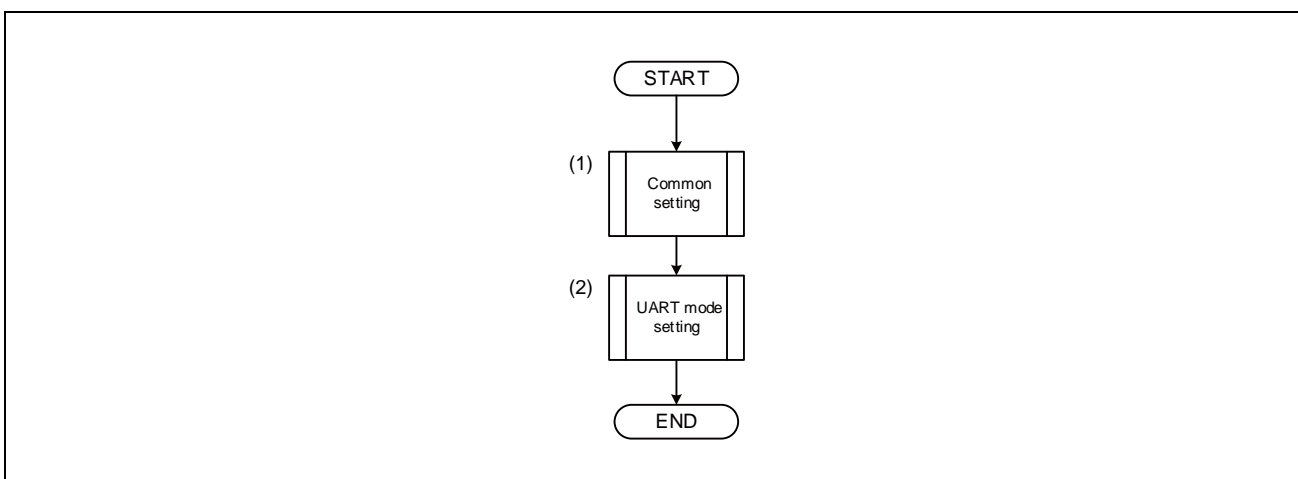 START
(1)
Common
setting
(2)
UART mode
setting
END